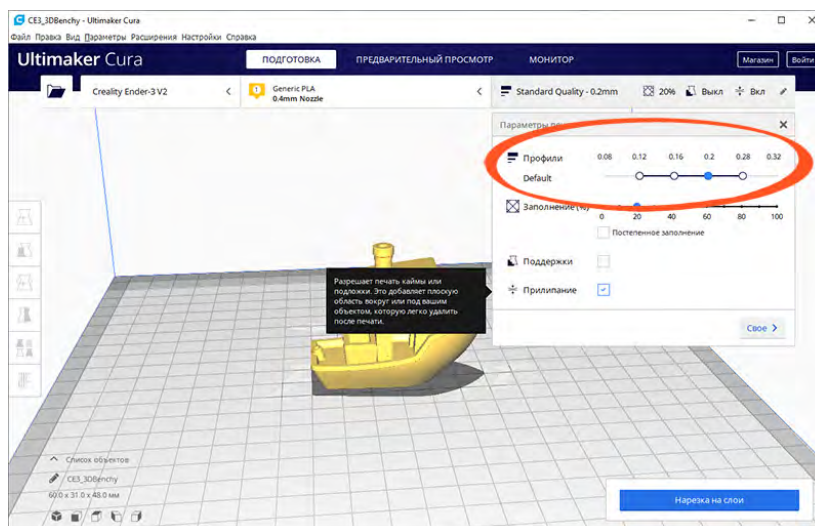 CE3_3DBenchy - Ultimaker Cura
Файл Правка Вид Параметры Расширения Настройки Справка
Ultimaker Cura ПОДГОТОВКА ПРЕДВАРИТЕЛЬНЫЙ ПРОСМОТР МОНИТОР Магазин Войти
Creality Ender-3 V2
Generic PLA
0.4mm Nozzle
Standard Quality - 0.2mm 20% Выкл Вкл
Параметры
Профили 0.08 0.12 0.16 0.2 0.28 0.32
Default
Заполнение (%)
0 20 40 60 80 100
Постепенное заполнение
Поддержки
Прилипание
Разрешает печать каймы или
подложки. Это добавляет плоскую
область вокруг или под вашим
объектом, которую легко удалить
после печати.
Свое
Список объектов
CE3_3DBenchy
60.0 x 31.0 x 48.0 мм
Нарезка на слои